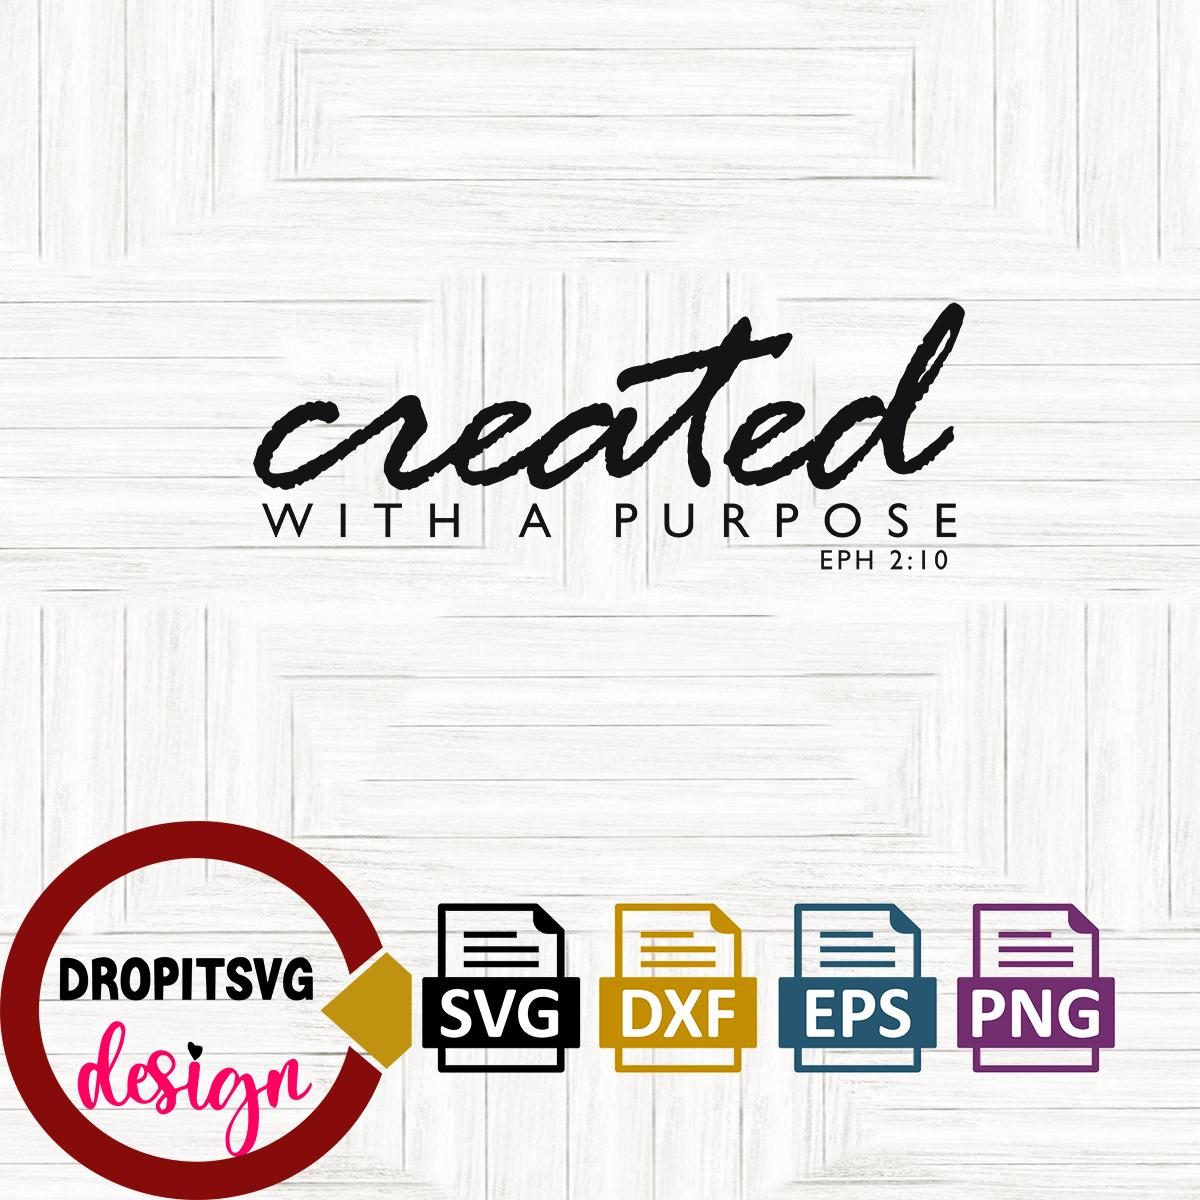 created
WITH A PURPOSE
EPH 2:10
DROPITSVG
design
SVG
DXF
EPS
PNG